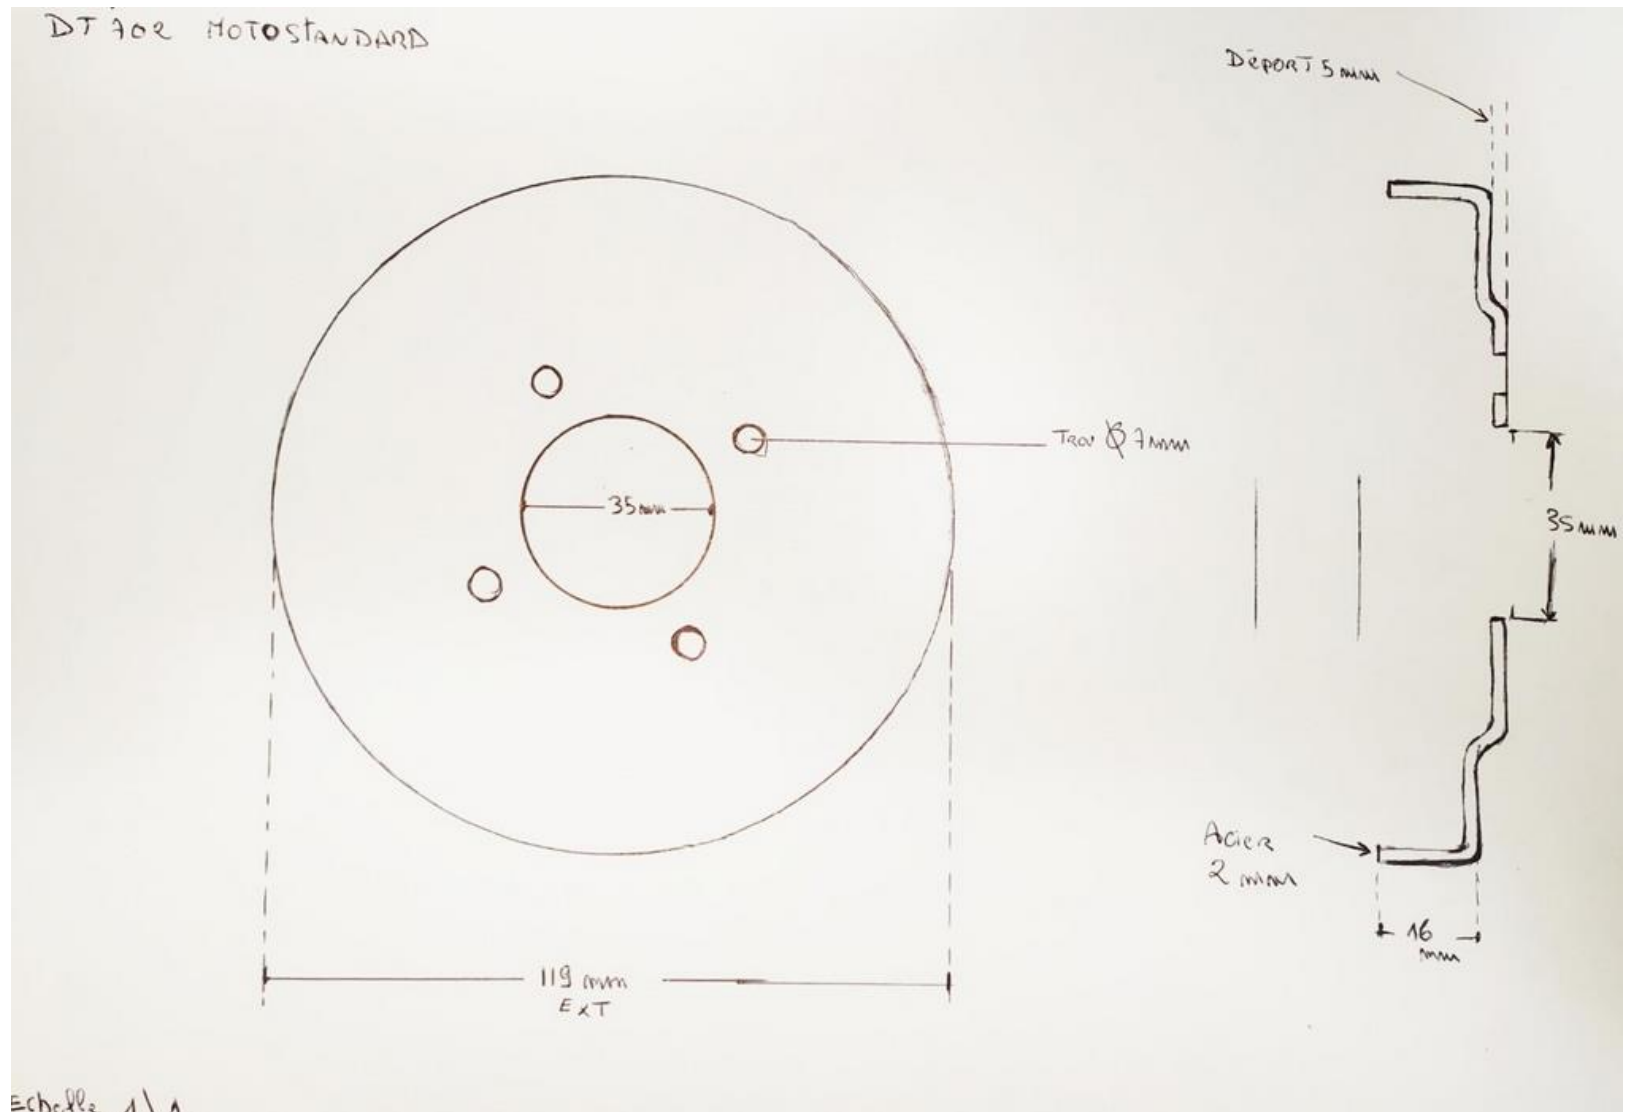 DT 702 MOTOSTANDARD
Déport 5 mm
Trou Ø 7 mm
35 mm
35 mm
Acier
2 mm
16
mm
119 mm
EXT
Echelle 1\1